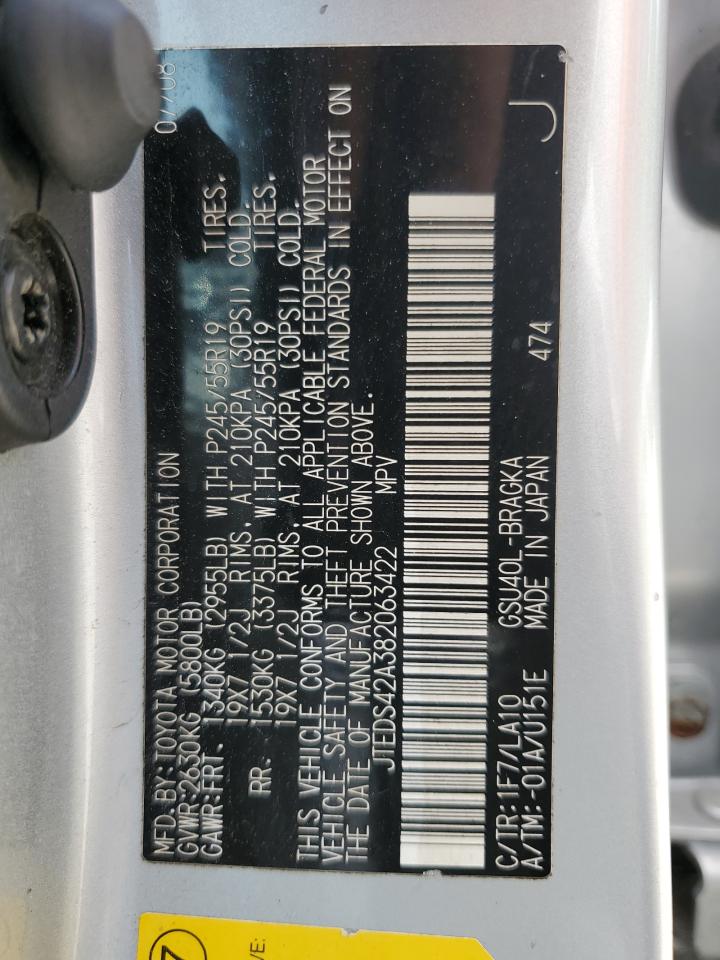 MFD. BY: TOYOTA MOTOR CORPORATION 07/08
GVWR: 2630KG (5800LB)
GAWR: FRT. 1340KG (2955LB) WITH P245/55R19 TIRES,
19X7 1/2J RIMS, AT 210KPA (30PSI) COLD.
RR. 1530KG (3375LB) WITH P245/55R19 TIRES,
19X7 1/2J RIMS, AT 210KPA (30PSI) COLD.
THIS VEHICLE CONFORMS TO ALL APPLICABLE FEDERAL MOTOR
VEHICLE SAFETY AND THEFT PREVENTION STANDARDS IN EFFECT ON
THE DATE OF MANUFACTURE SHOWN ABOVE.
JTEDS42A382063422 MPV
C/TR: 1F7/LA10 GSU40L-BRAGKA J
A/TM: -01A/U151E MADE IN JAPAN 474
7